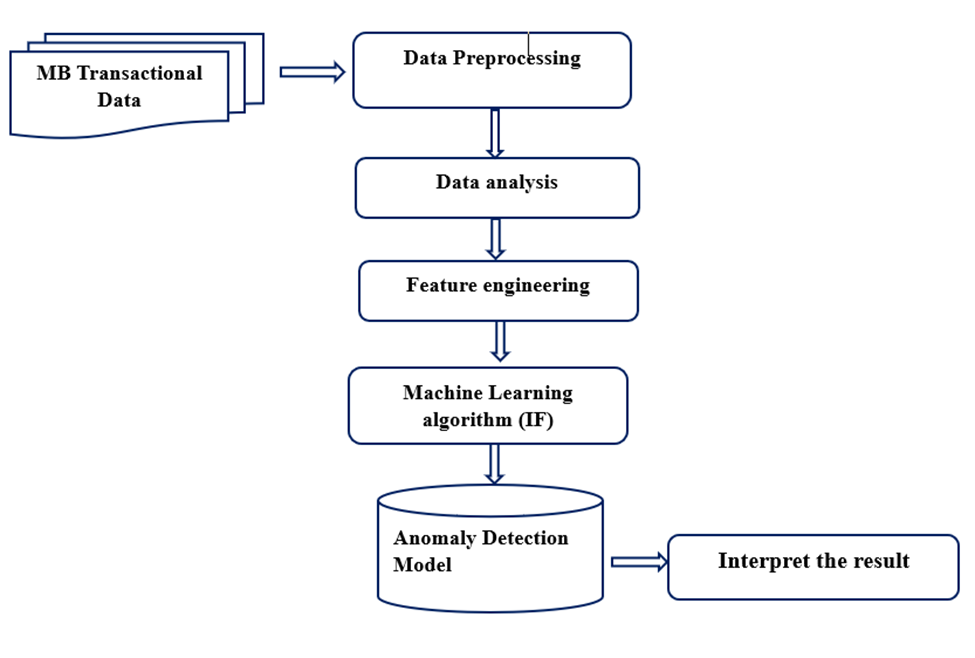 MB Transactional
Data
Data Preprocessing
Data analysis
Feature engineering
Machine Learning
algorithm (IF)
Anomaly Detection
Model
Interpret the result